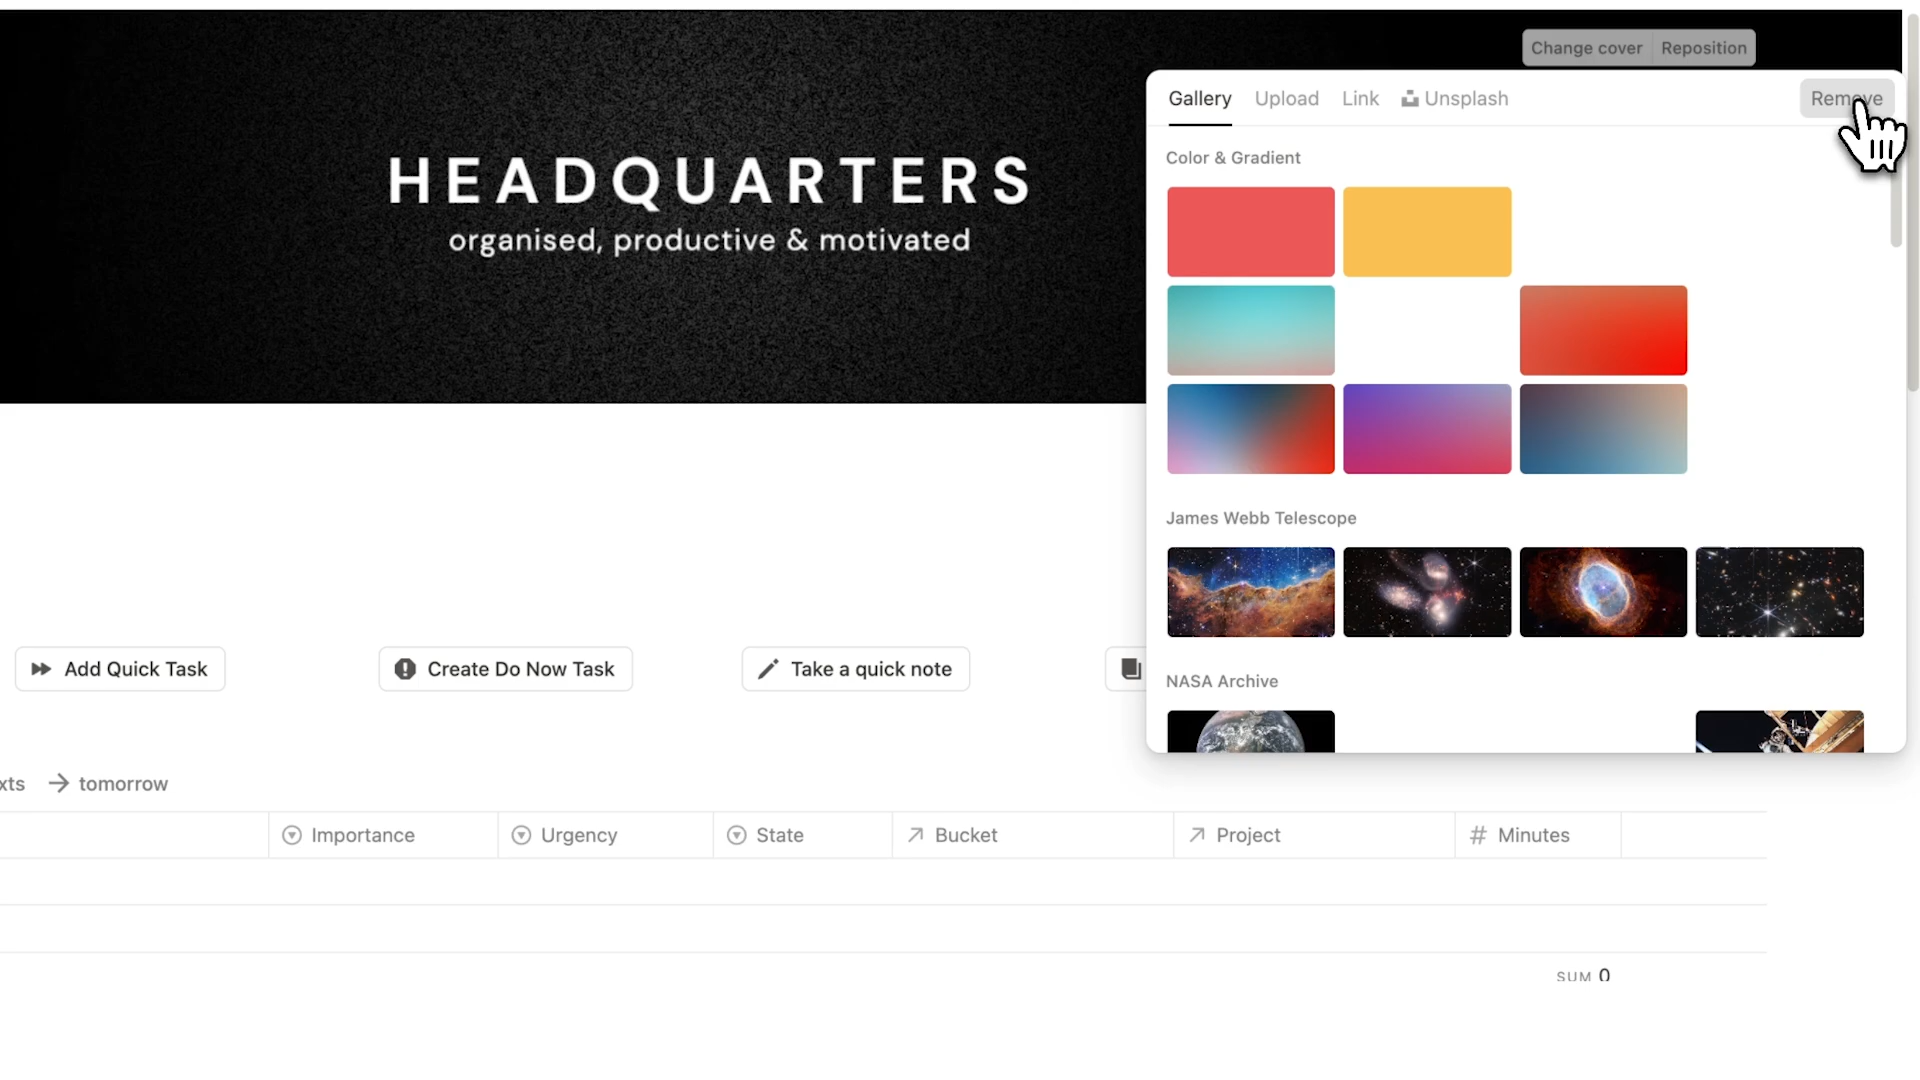 Change cover Reposition
Gallery Upload Link Unsplash Remove
Color & Gradient
HEADQUARTERS
organised, productive & motivated
James Webb Telescope
Add Quick Task Create Do Now Task Take a quick note
NASA Archive
xts → tomorrow
Importance Urgency State Bucket Project # Minutes
SUM 0